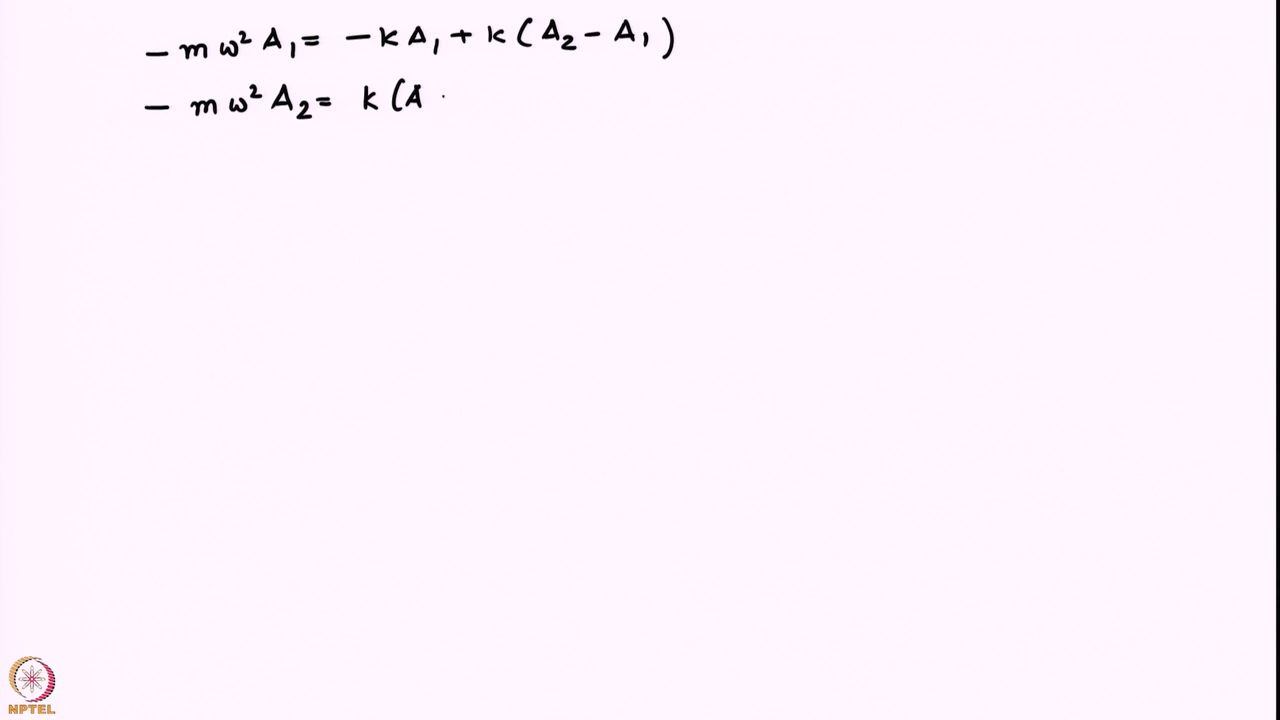 − m ω² A₁ = − k A₁ + k ( A₂ − A₁ )
− m ω² A₂ = k ( A
NPTEL